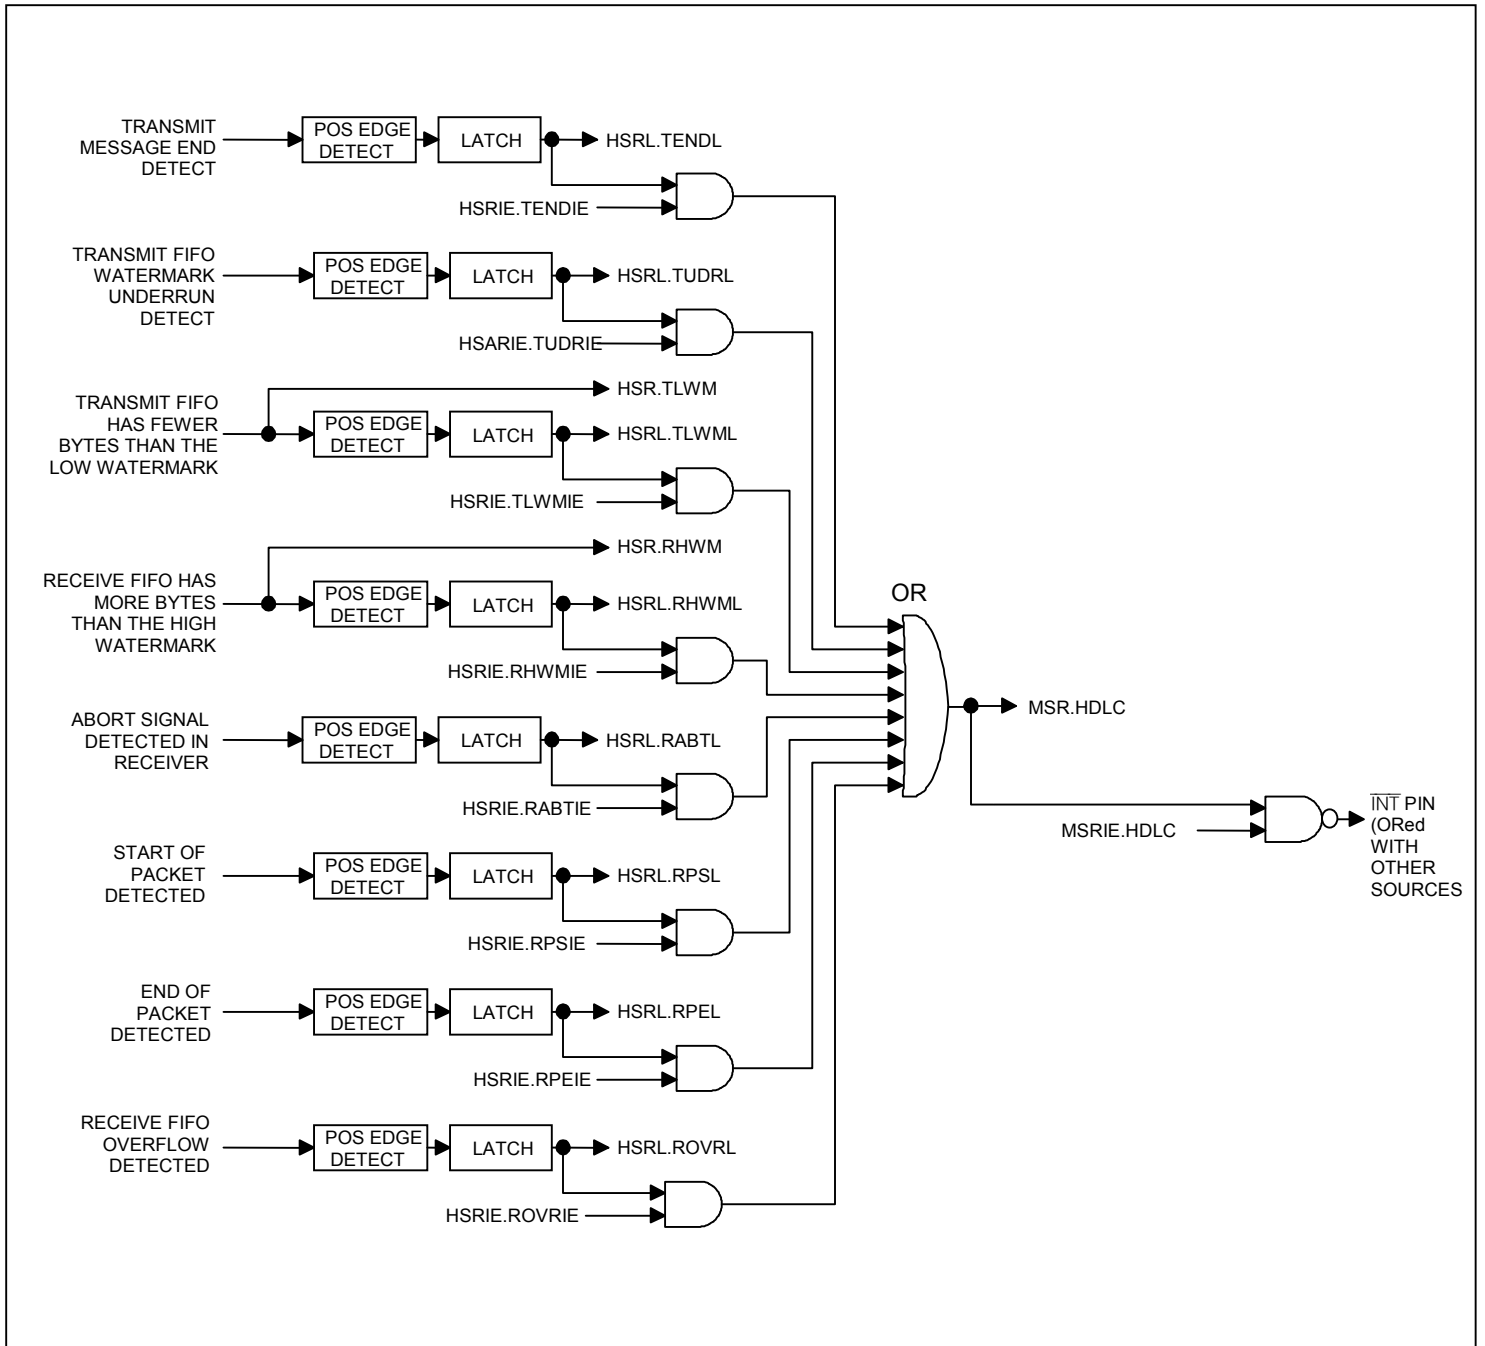 TRANSMIT
MESSAGE END
DETECT
POS EDGE
DETECT
LATCH
HSRL.TENDL
HSRIE.TENDIE
TRANSMIT FIFO
WATERMARK
UNDERRUN
DETECT
POS EDGE
DETECT
LATCH
HSRL.TUDRL
HSARIE.TUDRIE
HSR.TLWM
TRANSMIT FIFO
HAS FEWER
BYTES THAN THE
LOW WATERMARK
POS EDGE
DETECT
LATCH
HSRL.TLWML
HSRIE.TLWMIE
HSR.RHWM
RECEIVE FIFO HAS
MORE BYTES
THAN THE HIGH
WATERMARK
POS EDGE
DETECT
LATCH
HSRL.RHWML
HSRIE.RHWMIE
ABORT SIGNAL
DETECTED IN
RECEIVER
POS EDGE
DETECT
LATCH
HSRL.RABTL
HSRIE.RABTIE
START OF
PACKET
DETECTED
POS EDGE
DETECT
LATCH
HSRL.RPSL
HSRIE.RPSIE
END OF
PACKET
DETECTED
POS EDGE
DETECT
LATCH
HSRL.RPEL
HSRIE.RPEIE
RECEIVE FIFO
OVERFLOW
DETECTED
POS EDGE
DETECT
LATCH
HSRL.ROVRL
HSRIE.ROVRIE
OR
MSR.HDLC
MSRIE.HDLC
INT PIN
(ORed
WITH
OTHER
SOURCES